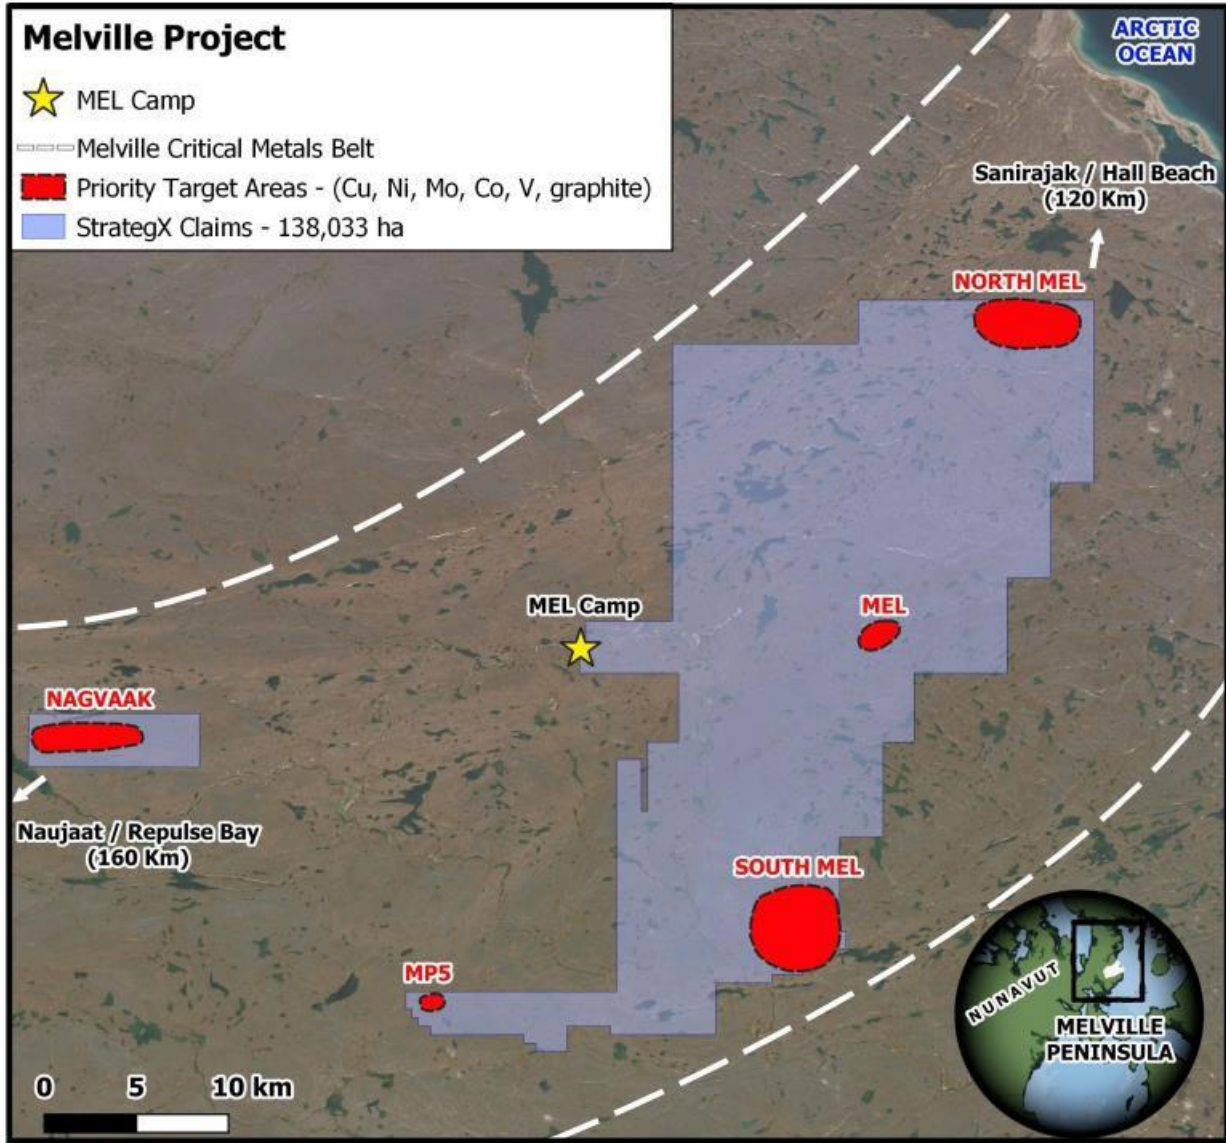 Melville Project
MEL Camp
Melville Critical Metals Belt
Priority Target Areas - (Cu, Ni, Mo, Co, V, graphite)
StrategX Claims - 138,033 ha
ARCTIC
OCEAN
Sanirajak / Hall Beach
(120 Km)
NORTH MEL
MEL Camp
MEL
NAGVAAK
Naujaat / Repulse Bay
(160 Km)
SOUTH MEL
MP5
NUNAVUT
MELVILLE
PENINSULA
0 5 10 km